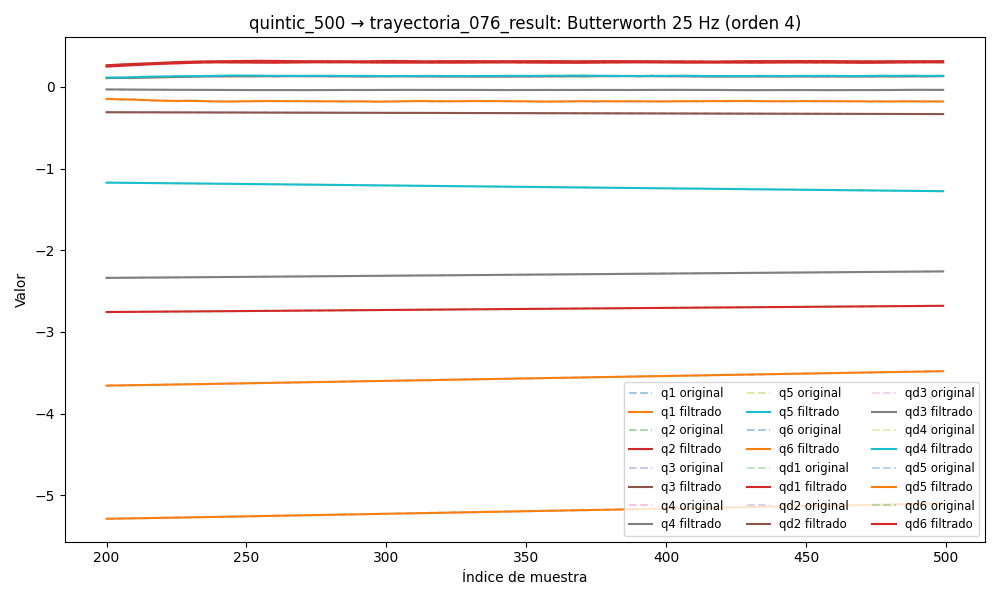 quintic_500 → trayectoria_076_result: Butterworth 25 Hz (orden 4)
Valor
0
−1
−2
−3
−4
−5
200
250
300
350
400
450
500
Índice de muestra
q1 original
q1 filtrado
q2 original
q2 filtrado
q3 original
q3 filtrado
q4 original
q4 filtrado
q5 original
q5 filtrado
q6 original
q6 filtrado
qd1 original
qd1 filtrado
qd2 original
qd2 filtrado
qd3 original
qd3 filtrado
qd4 original
qd4 filtrado
qd5 original
qd5 filtrado
qd6 original
qd6 filtrado